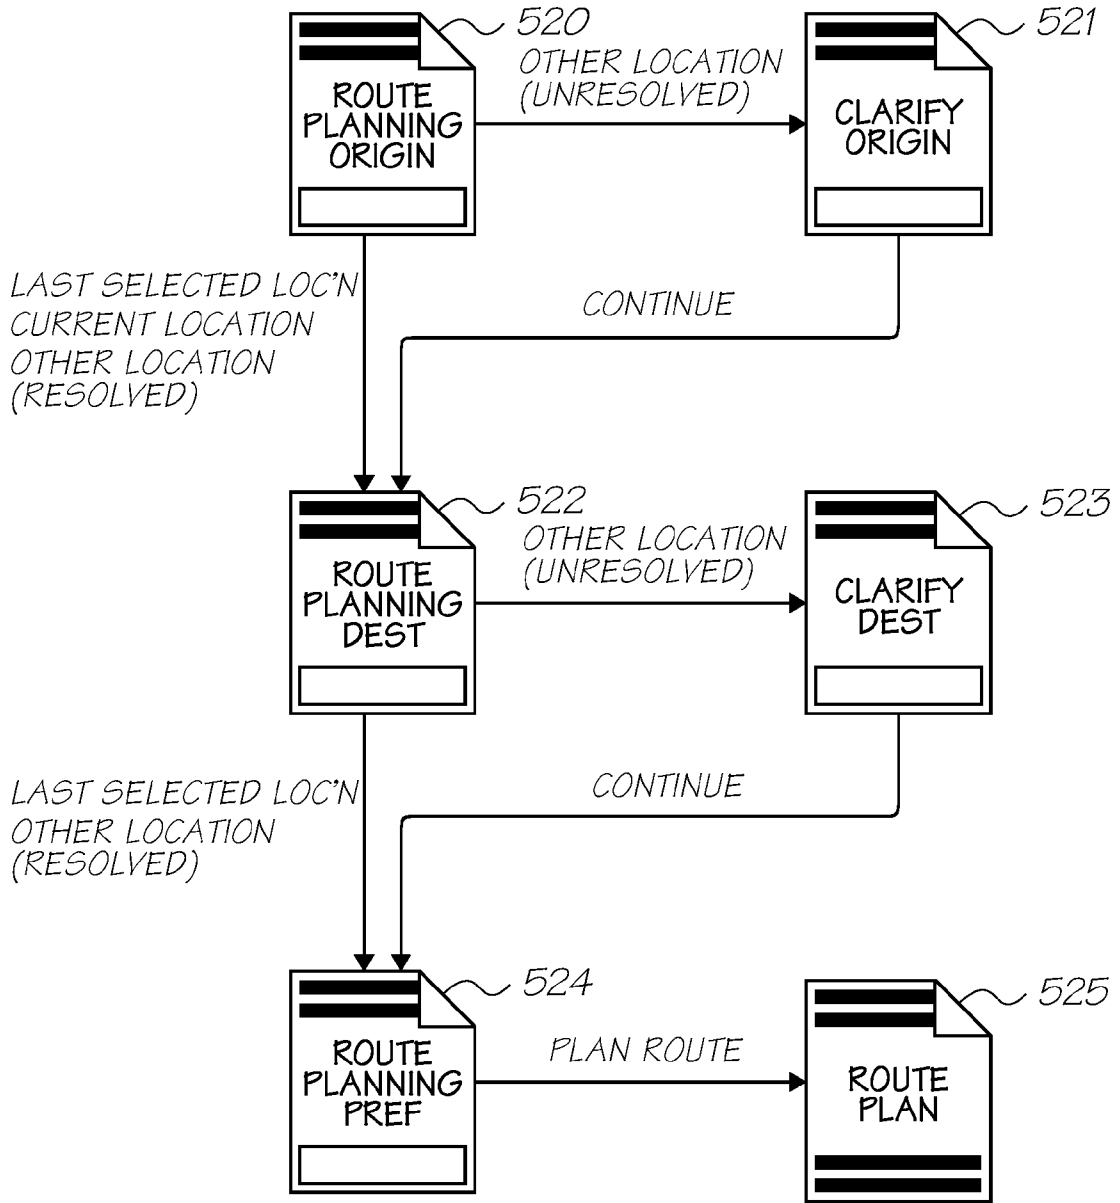 520
OTHER LOCATION
(UNRESOLVED)
521
ROUTE
PLANNING
ORIGIN
CLARIFY
ORIGIN
LAST SELECTED LOC'N
CURRENT LOCATION
OTHER LOCATION
(RESOLVED)
CONTINUE
522
OTHER LOCATION
(UNRESOLVED)
523
ROUTE
PLANNING
DEST
CLARIFY
DEST
LAST SELECTED LOC'N
OTHER LOCATION
(RESOLVED)
CONTINUE
524
PLAN ROUTE
525
ROUTE
PLANNING
PREF
ROUTE
PLAN